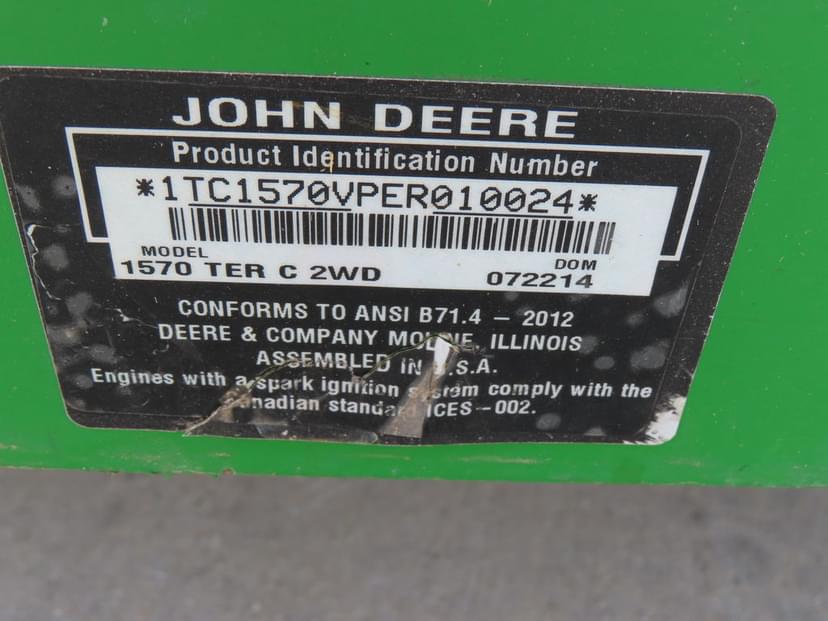 JOHN DEERE
Product Identification Number
*1TC1570VPER010024*
MODEL DOM
1570 TER C 2WD 072214
CONFORMS TO ANSI B71.4 – 2012
DEERE & COMPANY MOLINE, ILLINOIS
ASSEMBLED IN U.S.A.
Engines with a spark ignition system comply with the
Canadian standard ICES-002.